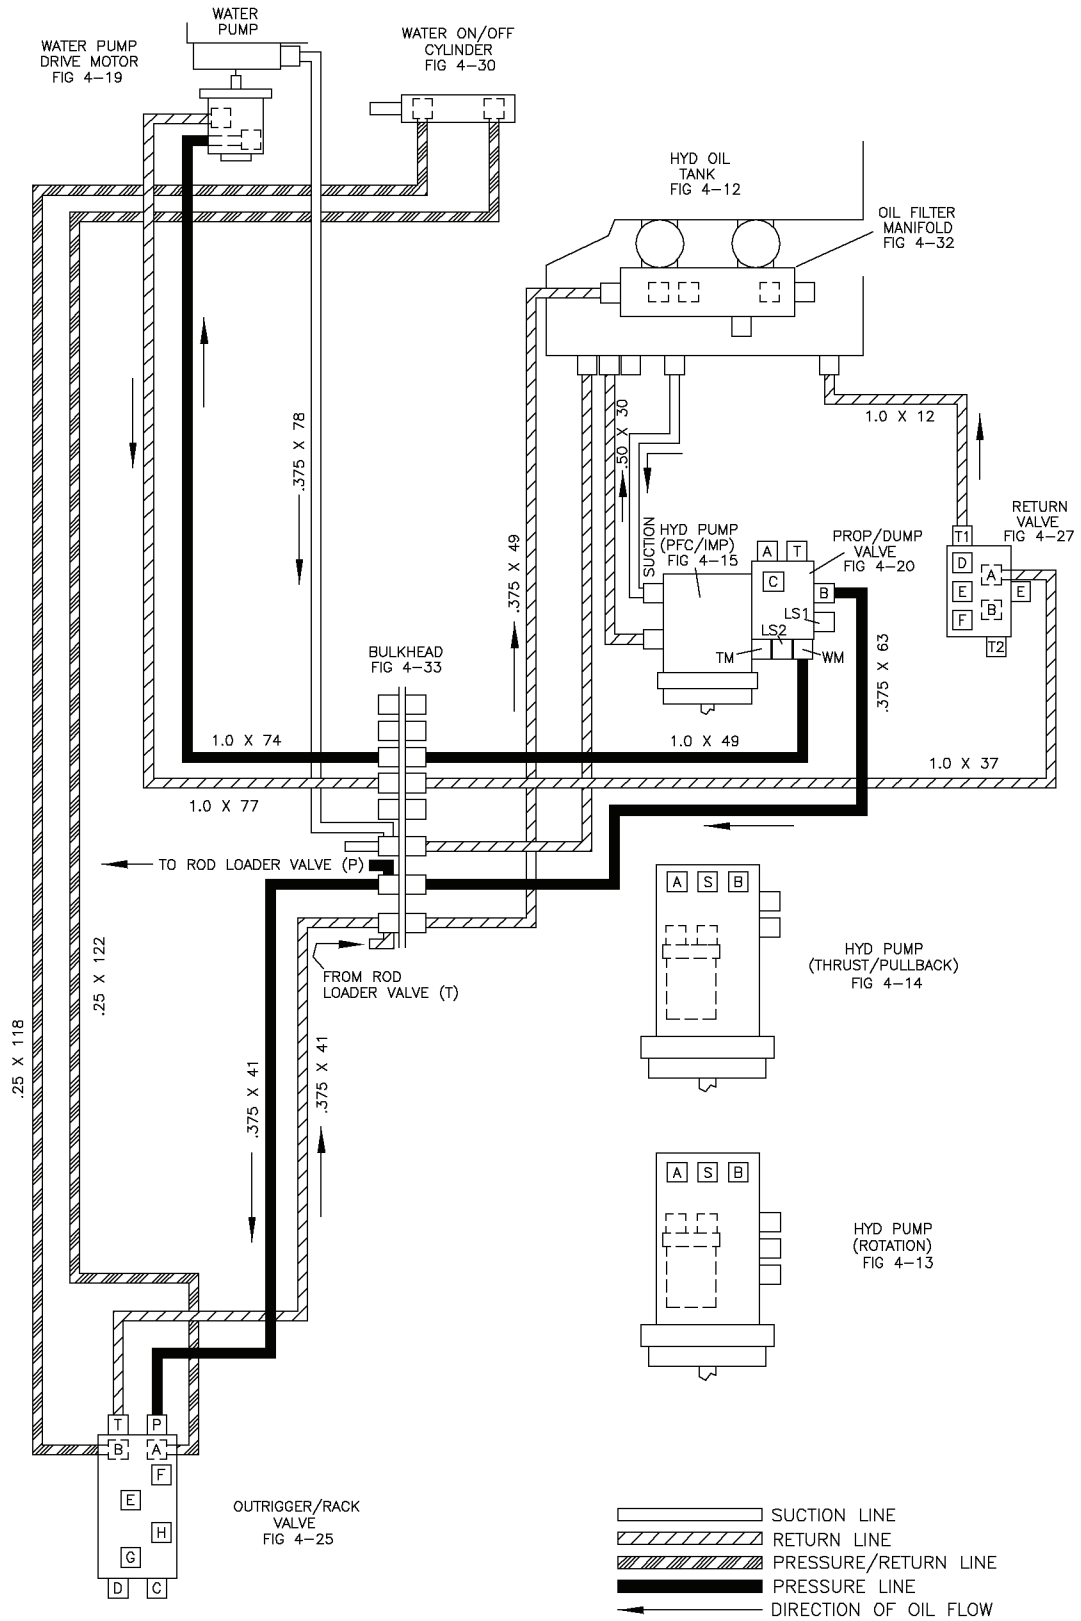 WATER
PUMP
WATER PUMP
DRIVE MOTOR
FIG 4-19
WATER ON/OFF
CYLINDER
FIG 4-30
HYD OIL
TANK
FIG 4-12
OIL FILTER
MANIFOLD
FIG 4-32
.375 X 78
.50 X 30
1.0 X 12
SUCTION
.375 X 49
HYD PUMP
(PFC/IMP)
FIG 4-15
A
T
C
B
LS1
LS2
TM
WM
PROP/DUMP
VALVE
FIG 4-20
RETURN
VALVE
FIG 4-27
T1
D
A
E
E
B
F
T2
.375 X 63
BULKHEAD
FIG 4-33
1.0 X 74
1.0 X 49
1.0 X 37
1.0 X 77
TO ROD LOADER VALVE (P)
FROM ROD
LOADER VALVE (T)
A S B
HYD PUMP
(THRUST/PULLBACK)
FIG 4-14
.25 X 122
.25 X 118
.375 X 41
.375 X 41
A S B
HYD PUMP
(ROTATION)
FIG 4-13
T
P
B
A
F
E
H
G
D
C
OUTRIGGER/RACK
VALVE
FIG 4-25
SUCTION LINE
RETURN LINE
PRESSURE/RETURN LINE
PRESSURE LINE
DIRECTION OF OIL FLOW